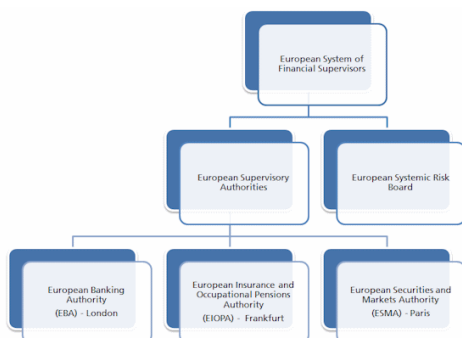 European System of
Financial Supervisors
European Supervisory
Authorities
European Systemic Risk
Board
European Banking
Authority
(EBA) - London
European Insurance and
Occupational Pensions
Authority
(EIOPA) - Frankfurt
European Securities and
Markets Authority
(ESMA) - Paris